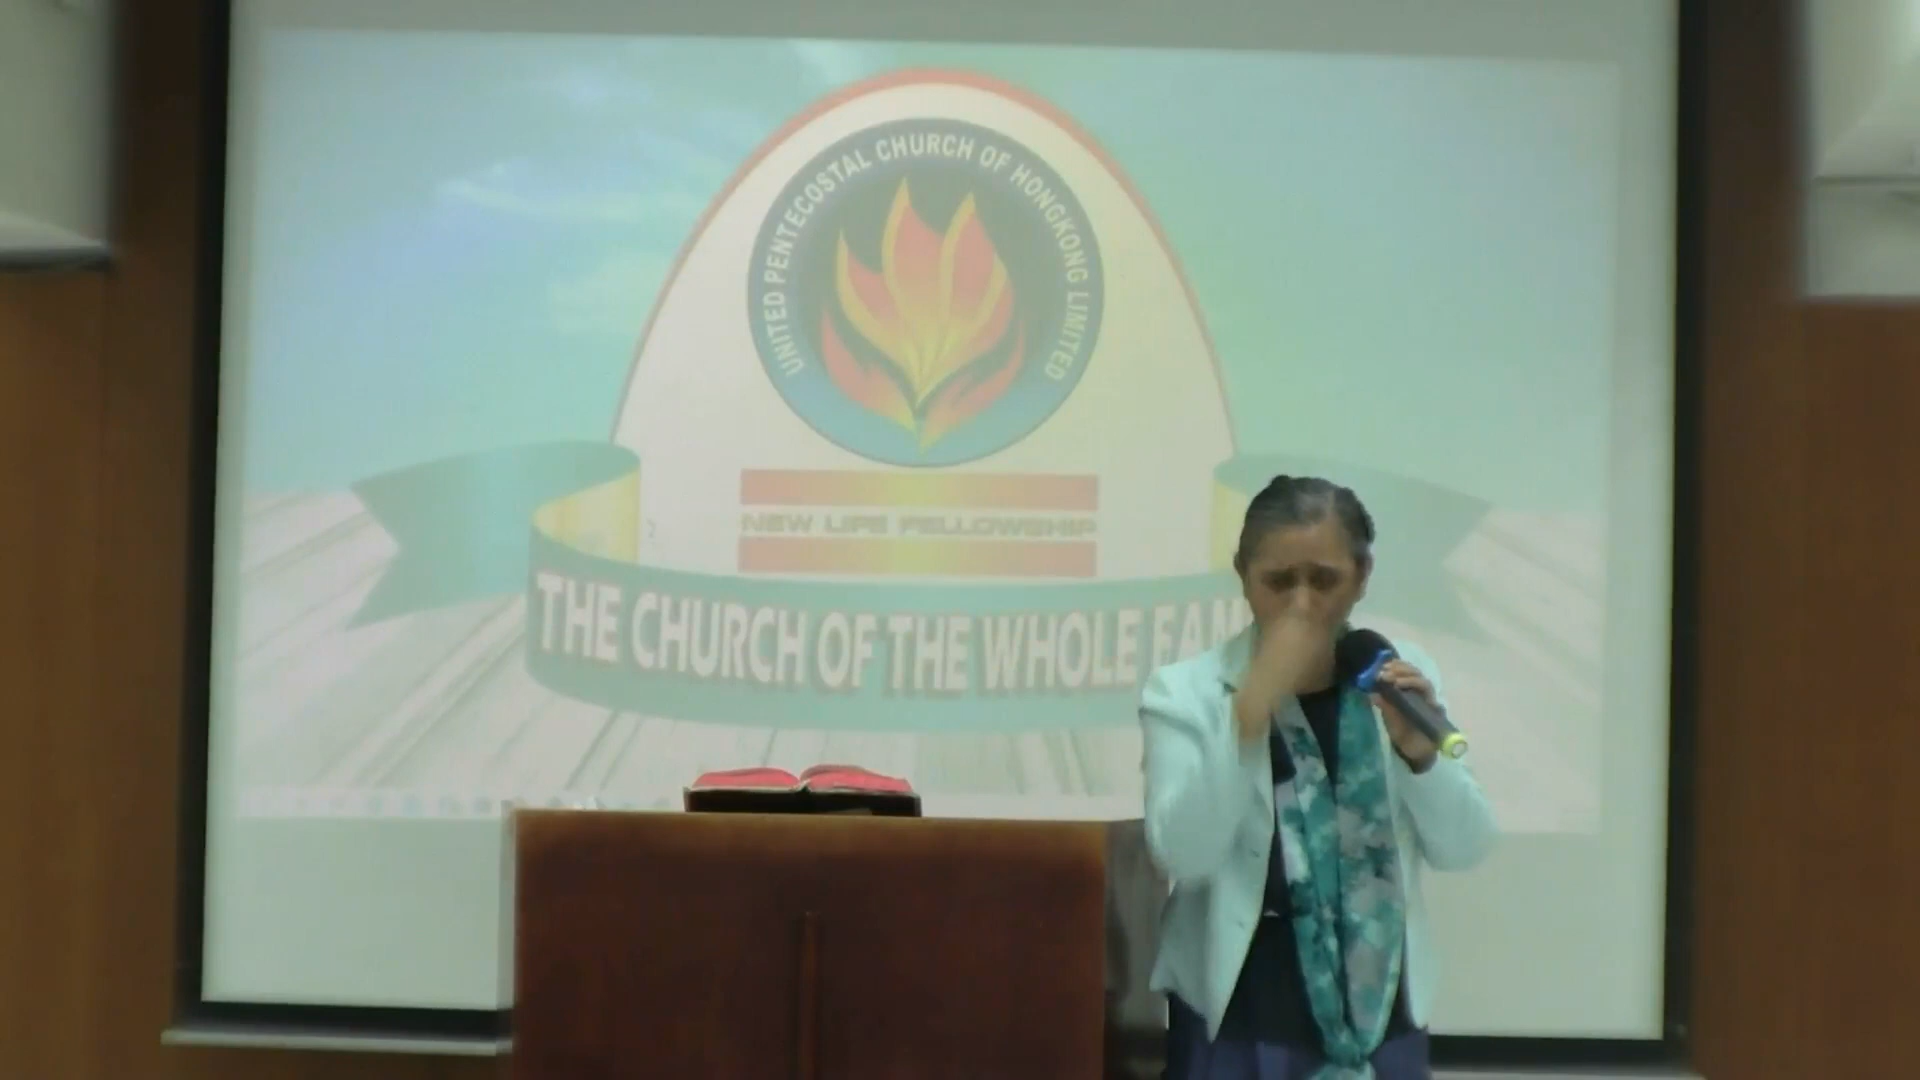 UNITED PENTECOSTAL CHURCH OF HONGKONG LIMITED
NEW LIFE FELLOWSHIP
THE CHURCH OF THE WHOLE FAM